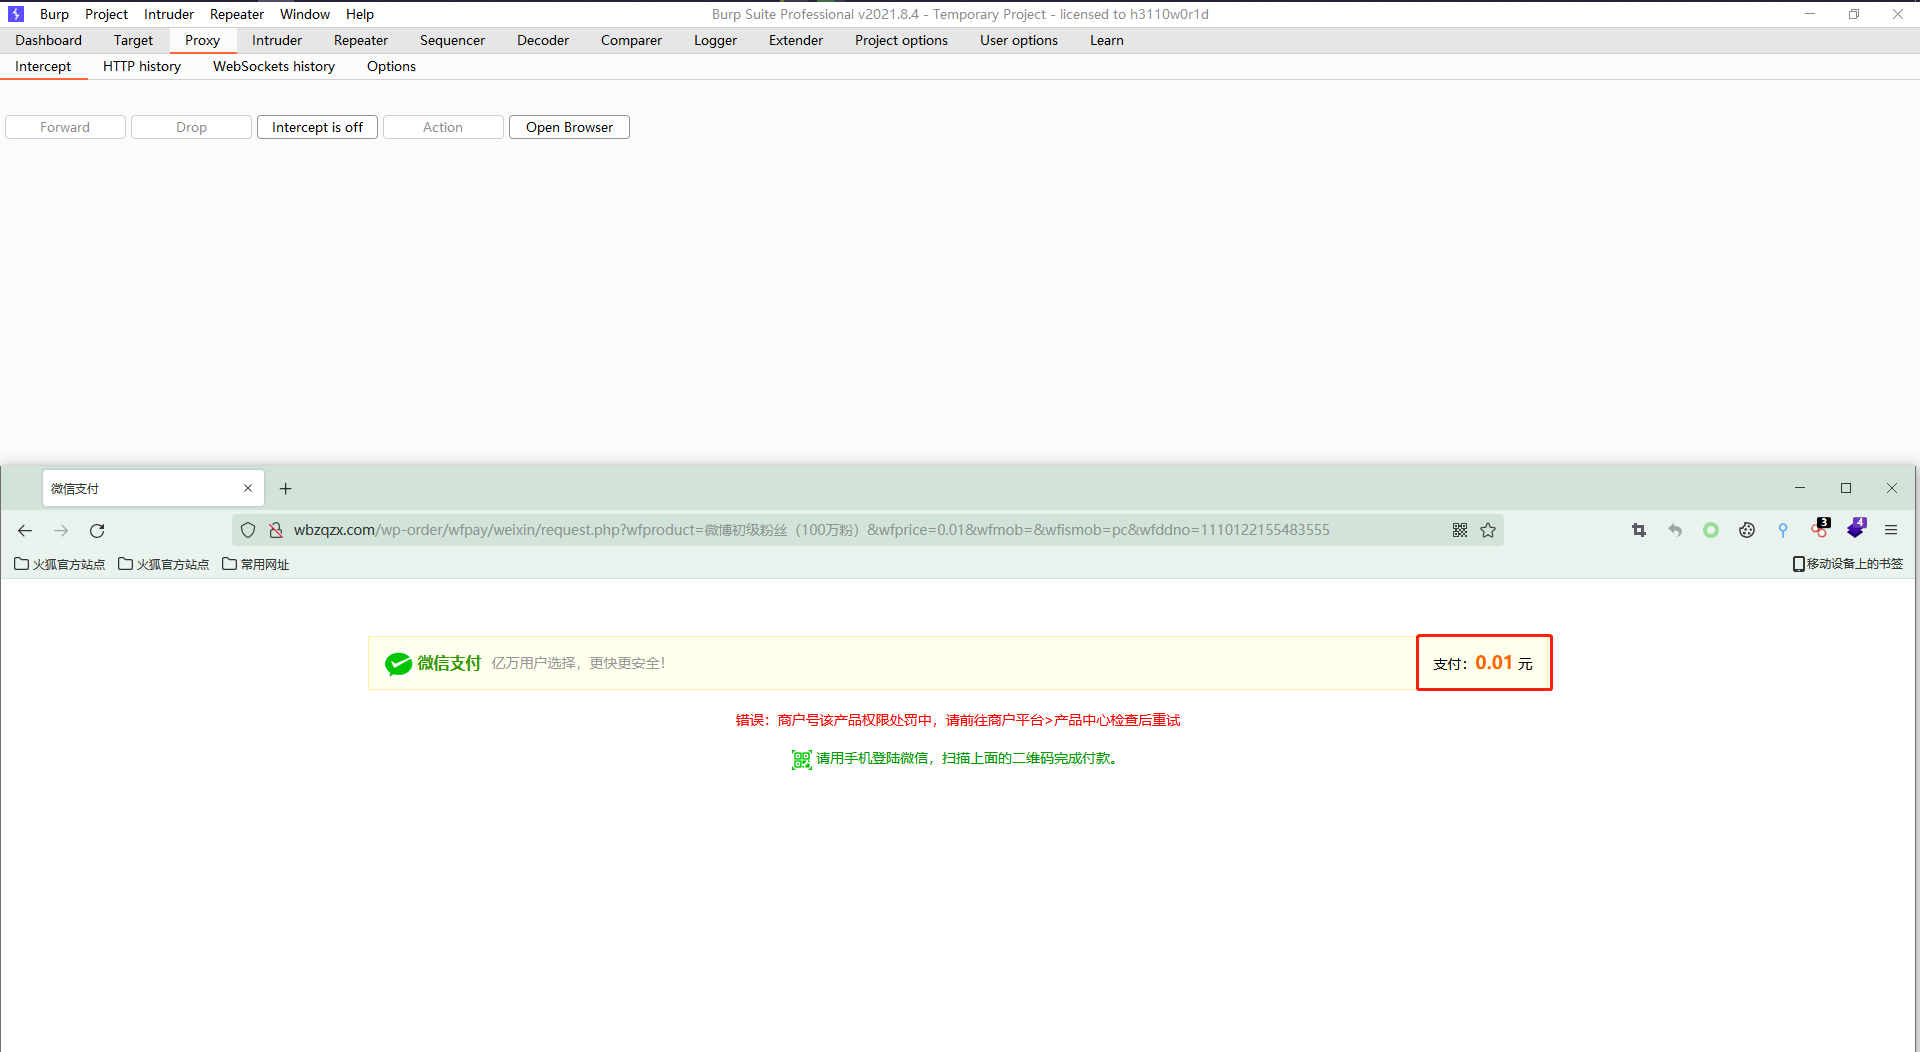 Burp Project Intruder Repeater Window Help
Burp Suite Professional v2021.8.4 - Temporary Project - licensed to h3110w0r1d
Dashboard Target Proxy Intruder Repeater Sequencer Decoder Comparer Logger Extender Project options User options Learn
Intercept HTTP history WebSockets history Options
Forward Drop Intercept is off Action Open Browser
微信支付
wbzqzx.com/wp-order/wfpay/weixin/request.php?wfproduct=微博初级粉丝（100万粉）&wfprice=0.01&wfmob=&wfismob=pc&wfddno=1110122155483555
3
4
火狐官方站点 火狐官方站点 常用网址
移动设备上的书签
微信支付 亿万用户选择，更快更安全！
支付：0.01 元
错误：商户号该产品权限处罚中，请前往商户平台>产品中心检查后重试
请用手机登陆微信，扫描上面的二维码完成付款。